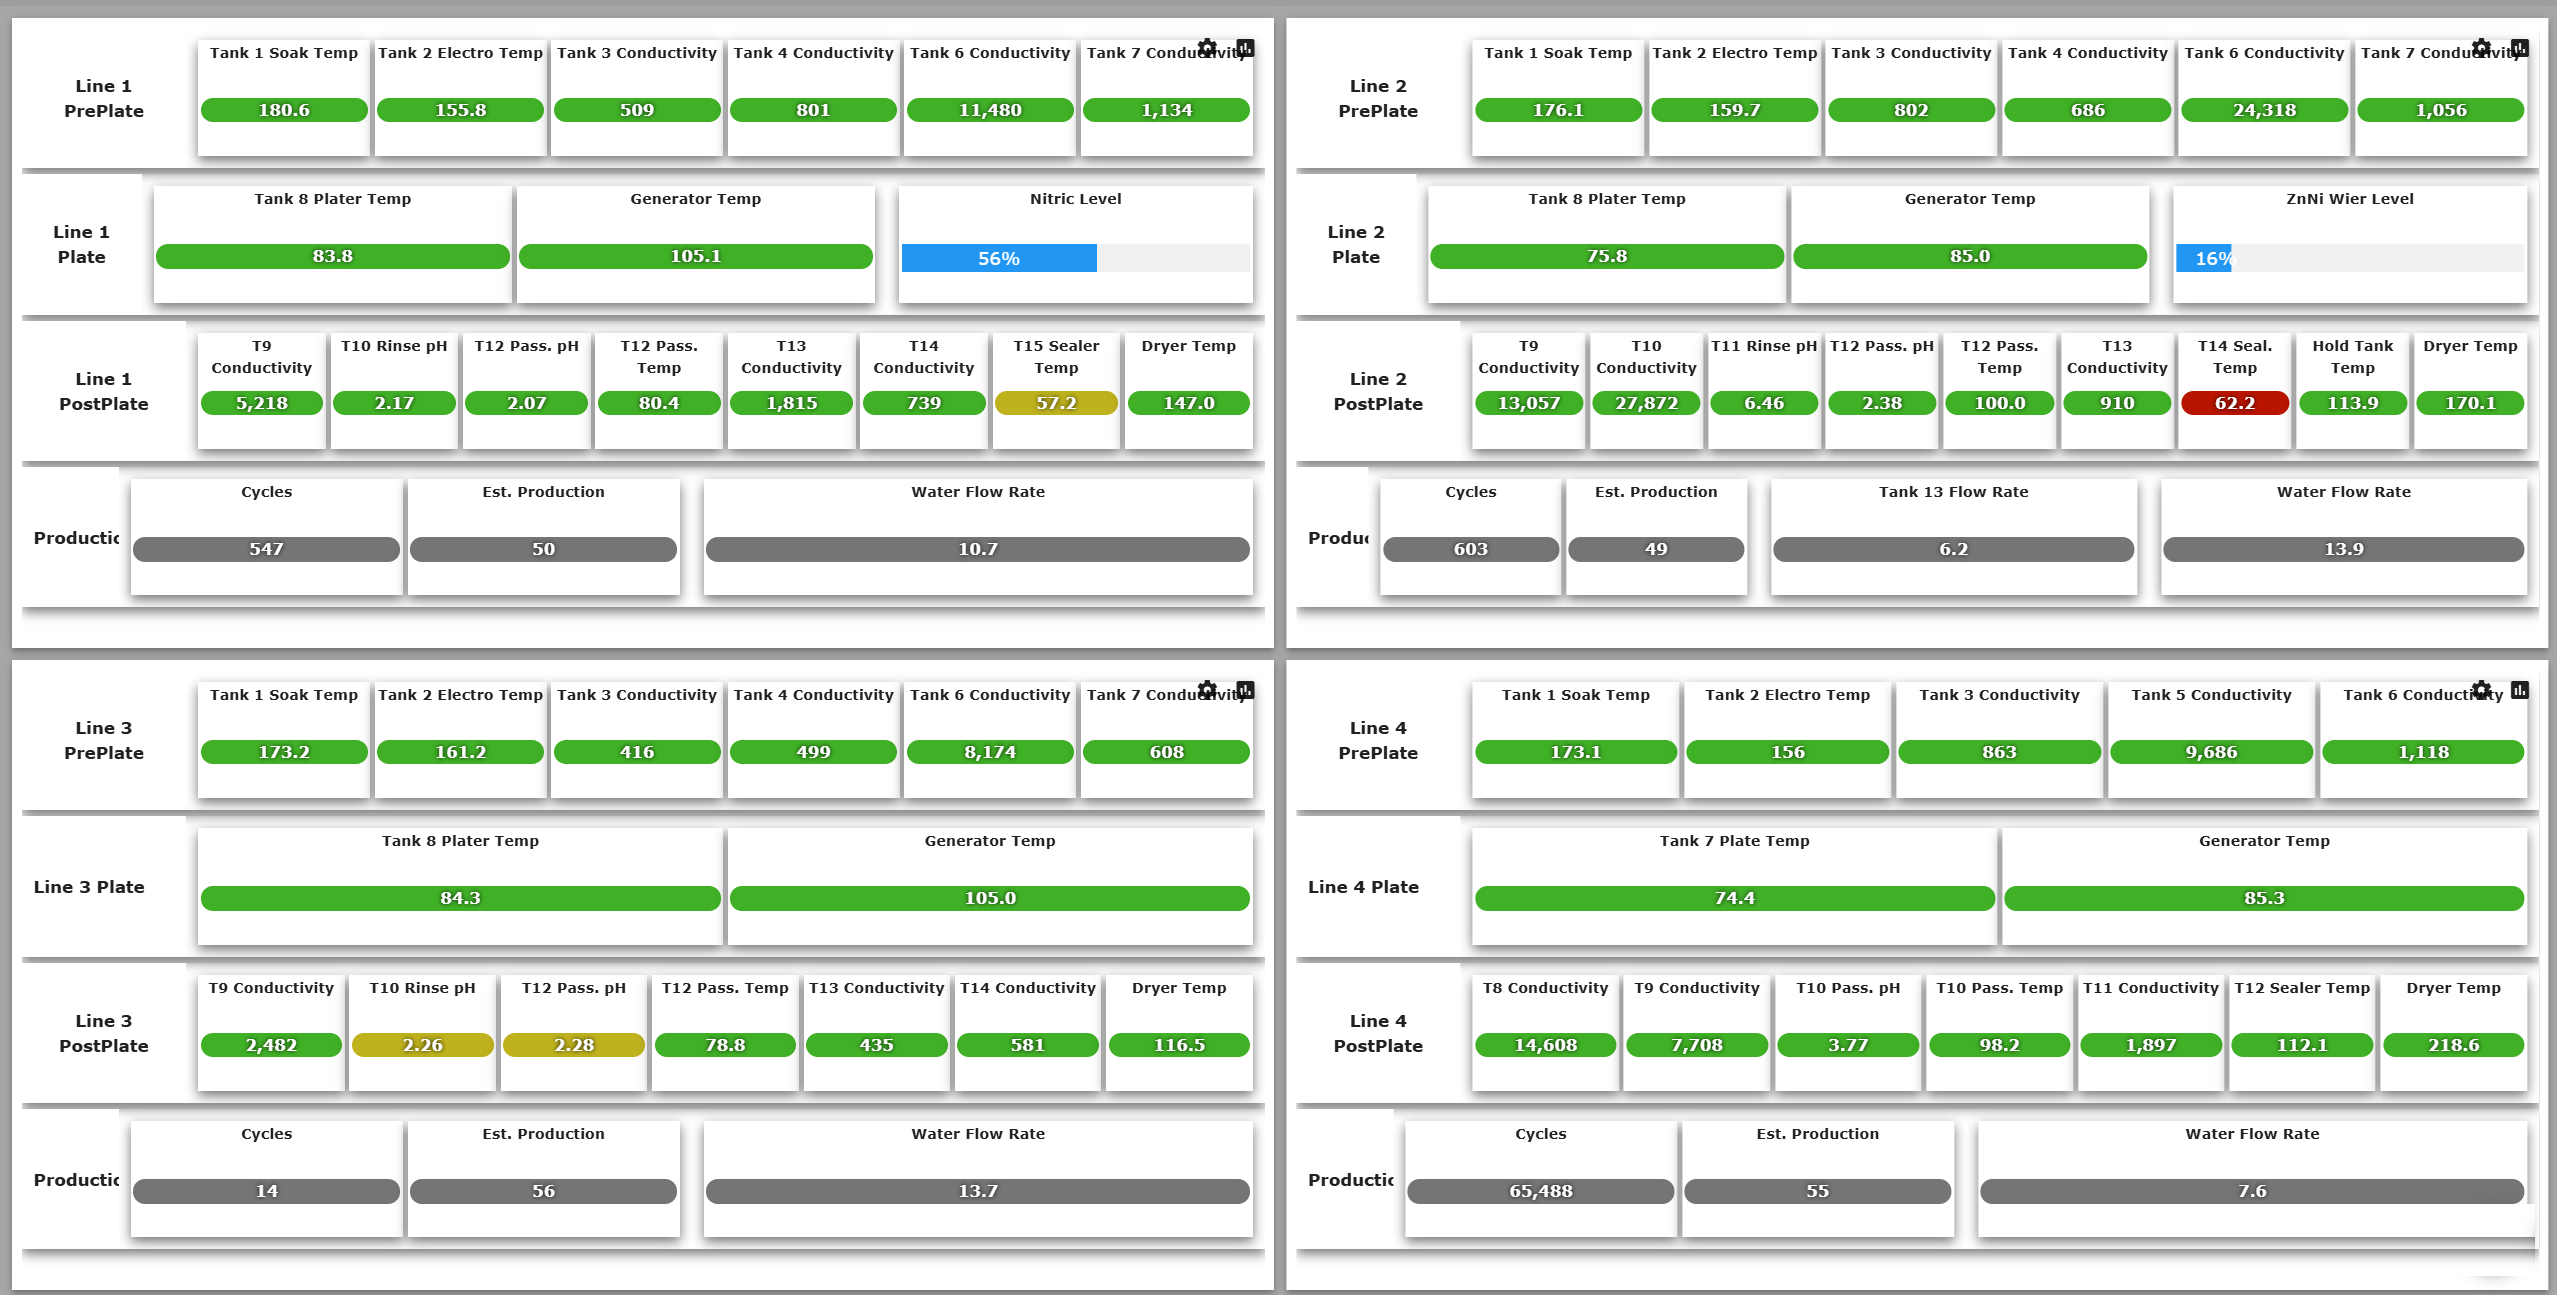 Line 1
PrePlate
Tank 1 Soak Temp
180.6
Tank 2 Electro Temp
155.8
Tank 3 Conductivity
509
Tank 4 Conductivity
801
Tank 6 Conductivity
11,480
Tank 7 Conductivity
1,134
Line 1
Plate
Tank 8 Plater Temp
83.8
Generator Temp
105.1
Nitric Level
56%
Line 1
PostPlate
T9
Conductivity
5,218
T10 Rinse pH
2.17
T12 Pass. pH
2.07
T12 Pass.
Temp
80.4
T13
Conductivity
1,815
T14
Conductivity
739
T15 Sealer
Temp
57.2
Dryer Temp
147.0
Productic
Cycles
547
Est. Production
50
Water Flow Rate
10.7
Line 2
PrePlate
Tank 1 Soak Temp
176.1
Tank 2 Electro Temp
159.7
Tank 3 Conductivity
802
Tank 4 Conductivity
686
Tank 6 Conductivity
24,318
Tank 7 Conductivity
1,056
Line 2
Plate
Tank 8 Plater Temp
75.8
Generator Temp
85.0
ZnNi Wier Level
16%
Line 2
PostPlate
T9
Conductivity
13,057
T10
Conductivity
27,872
T11 Rinse pH
6.46
T12 Pass. pH
2.38
T12 Pass.
Temp
100.0
T13
Conductivity
910
T14 Seal.
Temp
62.2
Hold Tank
Temp
113.9
Dryer Temp
170.1
Produc
Cycles
603
Est. Production
49
Tank 13 Flow Rate
6.2
Water Flow Rate
13.9
Line 3
PrePlate
Tank 1 Soak Temp
173.2
Tank 2 Electro Temp
161.2
Tank 3 Conductivity
416
Tank 4 Conductivity
499
Tank 6 Conductivity
8,174
Tank 7 Conductivity
608
Line 3 Plate
Tank 8 Plater Temp
84.3
Generator Temp
105.0
Line 3
PostPlate
T9 Conductivity
2,482
T10 Rinse pH
2.26
T12 Pass. pH
2.28
T12 Pass. Temp
78.8
T13 Conductivity
435
T14 Conductivity
581
Dryer Temp
116.5
Productic
Cycles
14
Est. Production
56
Water Flow Rate
13.7
Line 4
PrePlate
Tank 1 Soak Temp
173.1
Tank 2 Electro Temp
156
Tank 3 Conductivity
863
Tank 5 Conductivity
9,686
Tank 6 Conductivity
1,118
Line 4 Plate
Tank 7 Plate Temp
74.4
Generator Temp
85.3
Line 4
PostPlate
T8 Conductivity
14,608
T9 Conductivity
7,708
T10 Pass. pH
3.77
T10 Pass. Temp
98.2
T11 Conductivity
1,897
T12 Sealer Temp
112.1
Dryer Temp
218.6
Productic
Cycles
65,488
Est. Production
55
Water Flow Rate
7.6